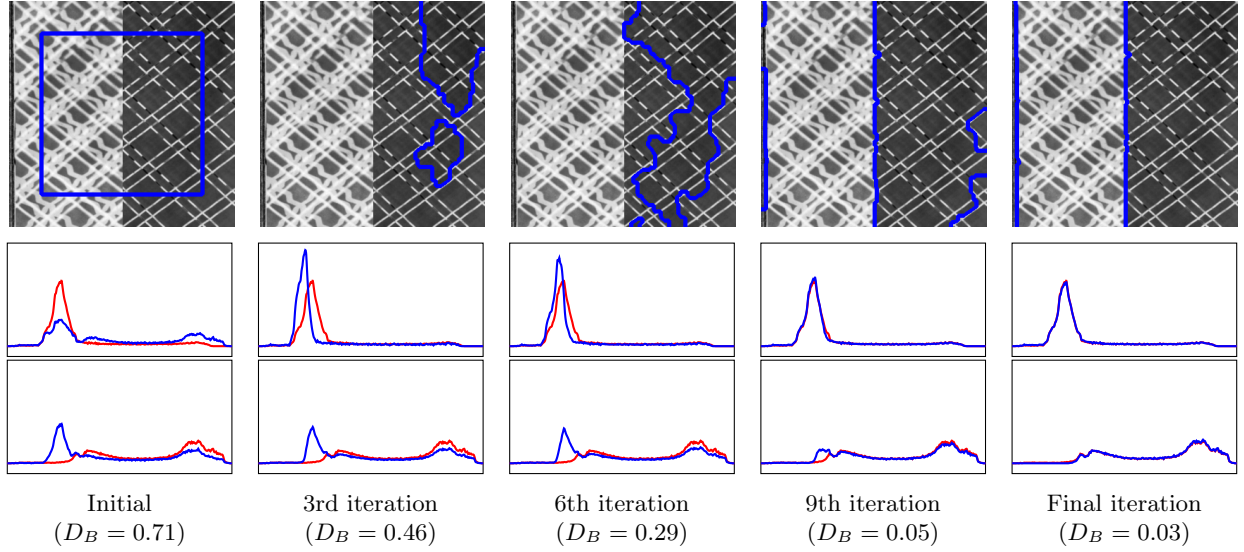 Initial
(D_B = 0.71)
3rd iteration
(D_B = 0.46)
6th iteration
(D_B = 0.29)
9th iteration
(D_B = 0.05)
Final iteration
(D_B = 0.03)